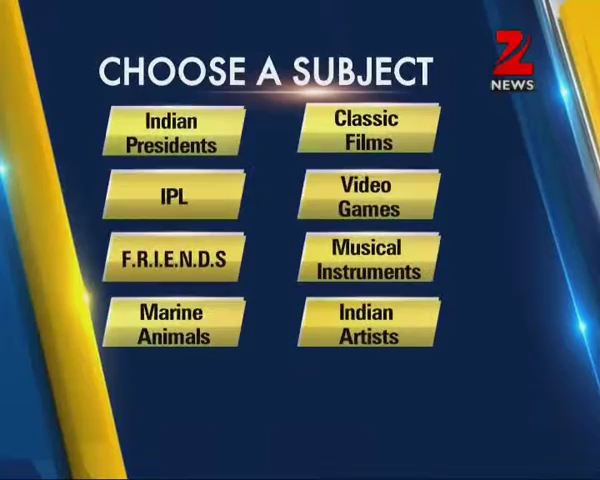 CHOOSE A SUBJECT
Z
NEWS
Indian
Presidents
Classic
Films
IPL
Video
Games
F.R.I.E.N.D.S
Musical
Instruments
Marine
Animals
Indian
Artists